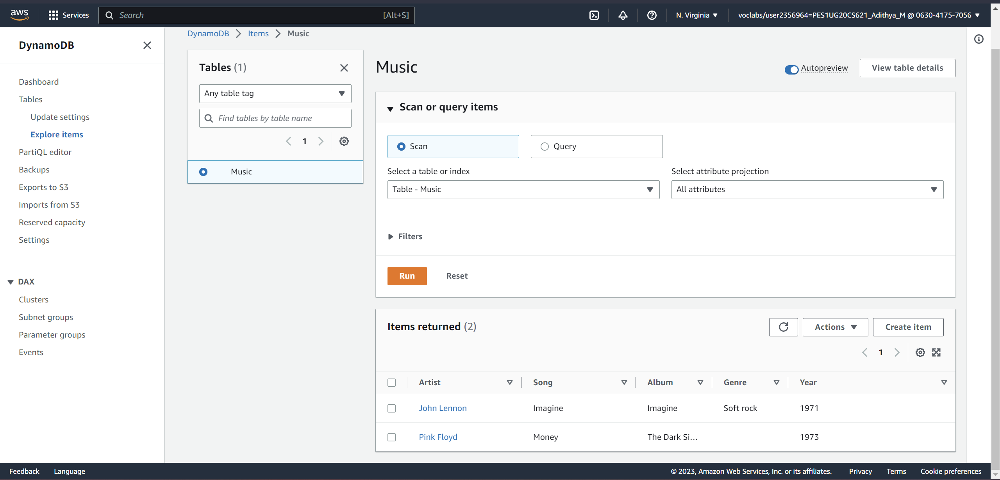 aws
Services
Search
[Alt+S]
N. Virginia
voclabs/user2356964=PES1UG20CS621_Adithya_M @ 0630-4175-7056
DynamoDB
Dashboard
Tables
Update settings
Explore items
PartiQL editor
Backups
Exports to S3
Imports from S3
Reserved capacity
Settings
DAX
Clusters
Subnet groups
Parameter groups
Events
DynamoDB
Items
Music
Tables (1)
Any table tag
Find tables by table name
1
Music
Music
Autopreview
View table details
Scan or query items
Scan
Query
Select a table or index
Table - Music
Select attribute projection
All attributes
Filters
Run
Reset
Items returned (2)
Actions
Create item
1
Artist Song Album Genre Year
John Lennon Imagine Imagine Soft rock 1971
Pink Floyd Money The Dark Si... 1973
Feedback
Language
© 2023, Amazon Web Services, Inc. or its affiliates.
Privacy
Terms
Cookie preferences